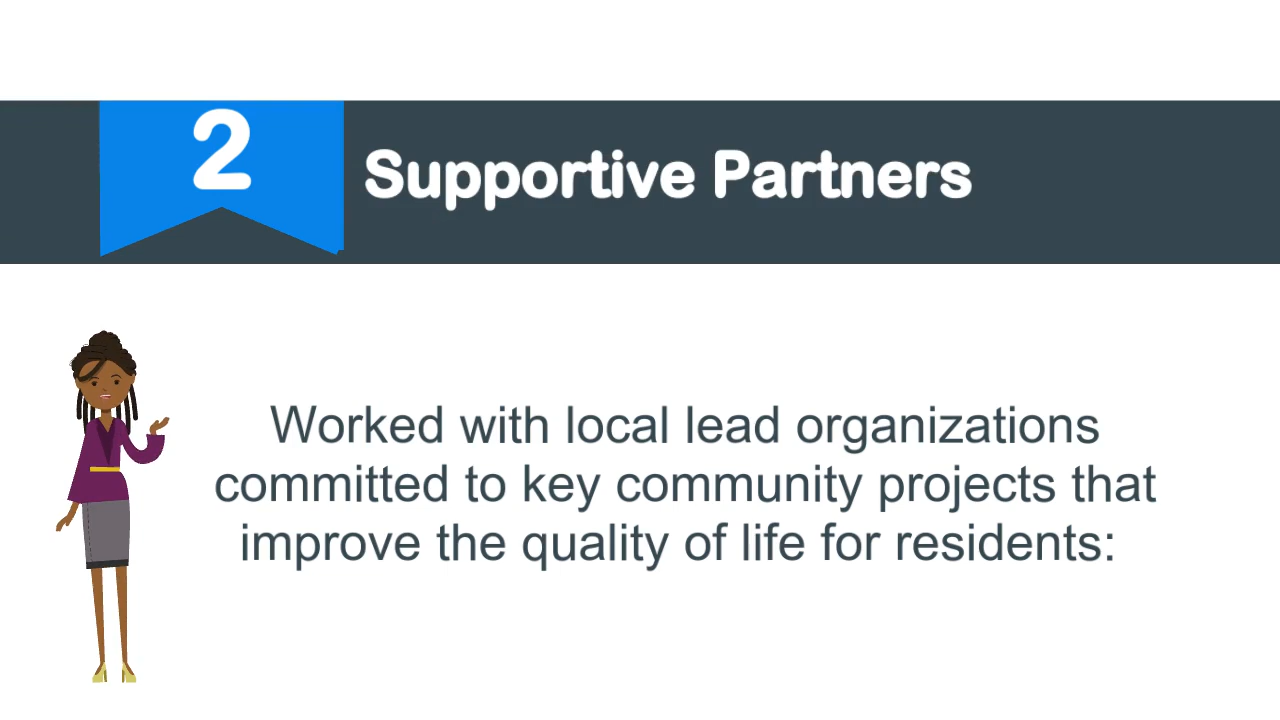 2
Supportive Partners
Worked with local lead organizations
committed to key community projects that
improve the quality of life for residents: